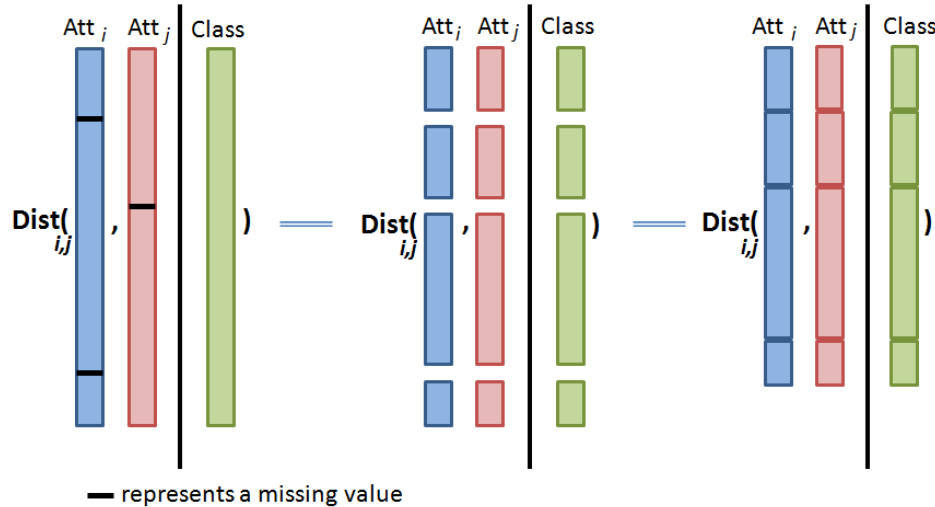 Att i Att j Class Att i Att j Class Att i Att j Class
Dist( , ) Dist( , ) Dist( , )
i,j i,j i,j
represents a missing value